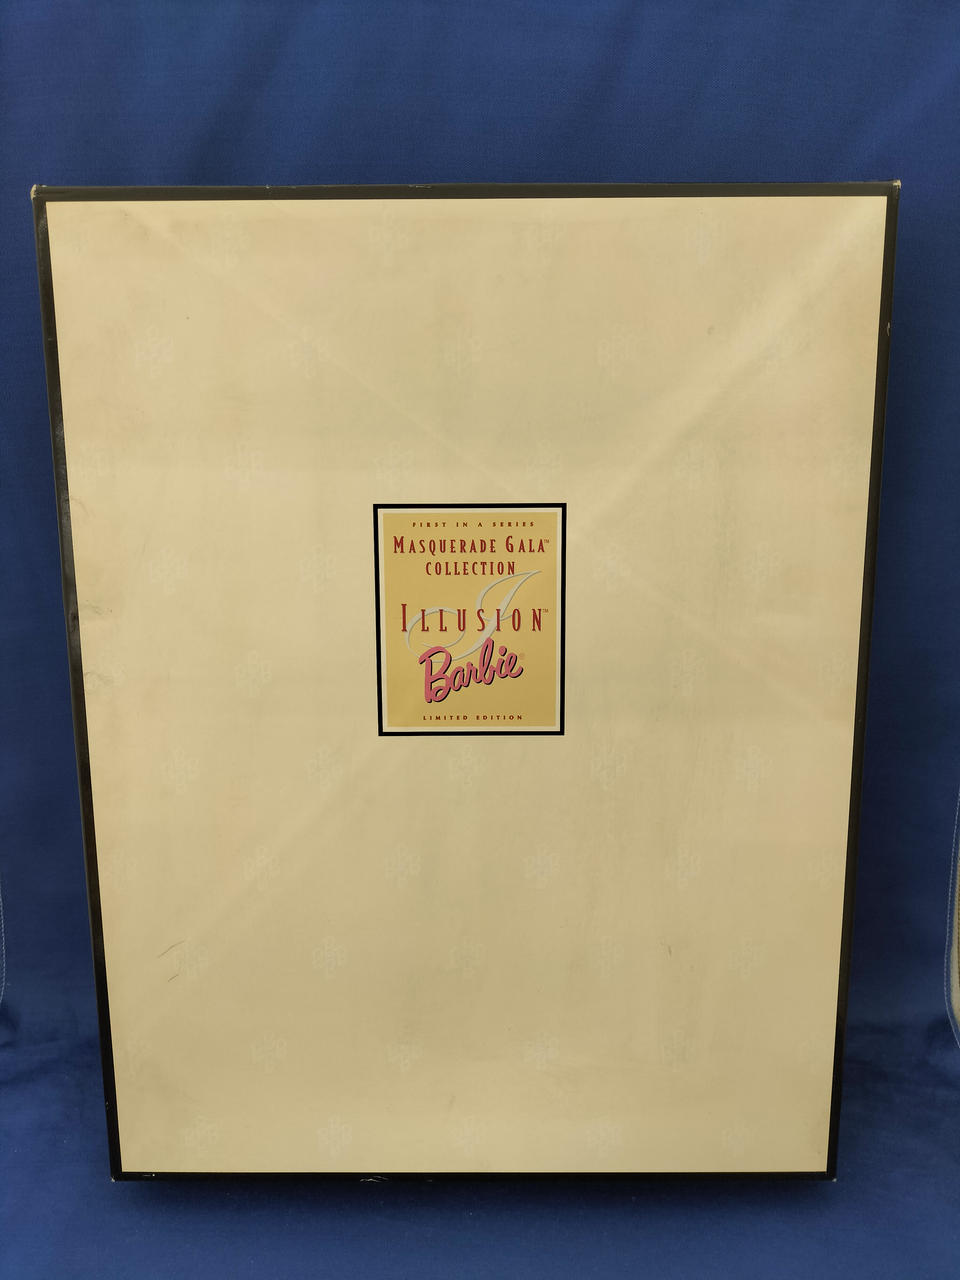 FIRST IN A SERIES
MASQUERADE GALA™
COLLECTION
ILLUSION™
Barbie®
LIMITED EDITION